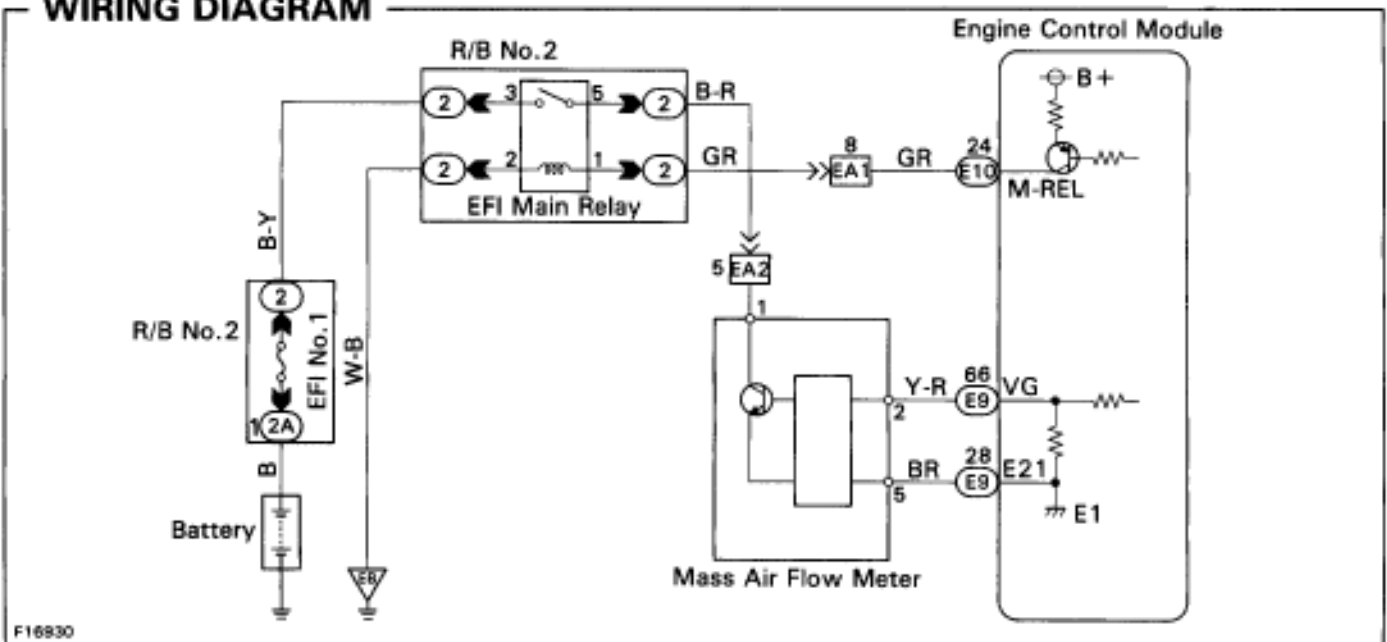 WIRING DIAGRAM
Engine Control Module
R/B No.2
B+
2 3 5 2 B-R
8 24
2 2 1 2 GR EA1 GR E10
M-REL
EFI Main Relay
B-Y
5 EA2
2 1
R/B No.2
EFI No.1
W-B
66
Y-R E9 VG
2
1 2A
28
B BR E9 E21
5
Battery E1
EB
Mass Air Flow Meter
F16930